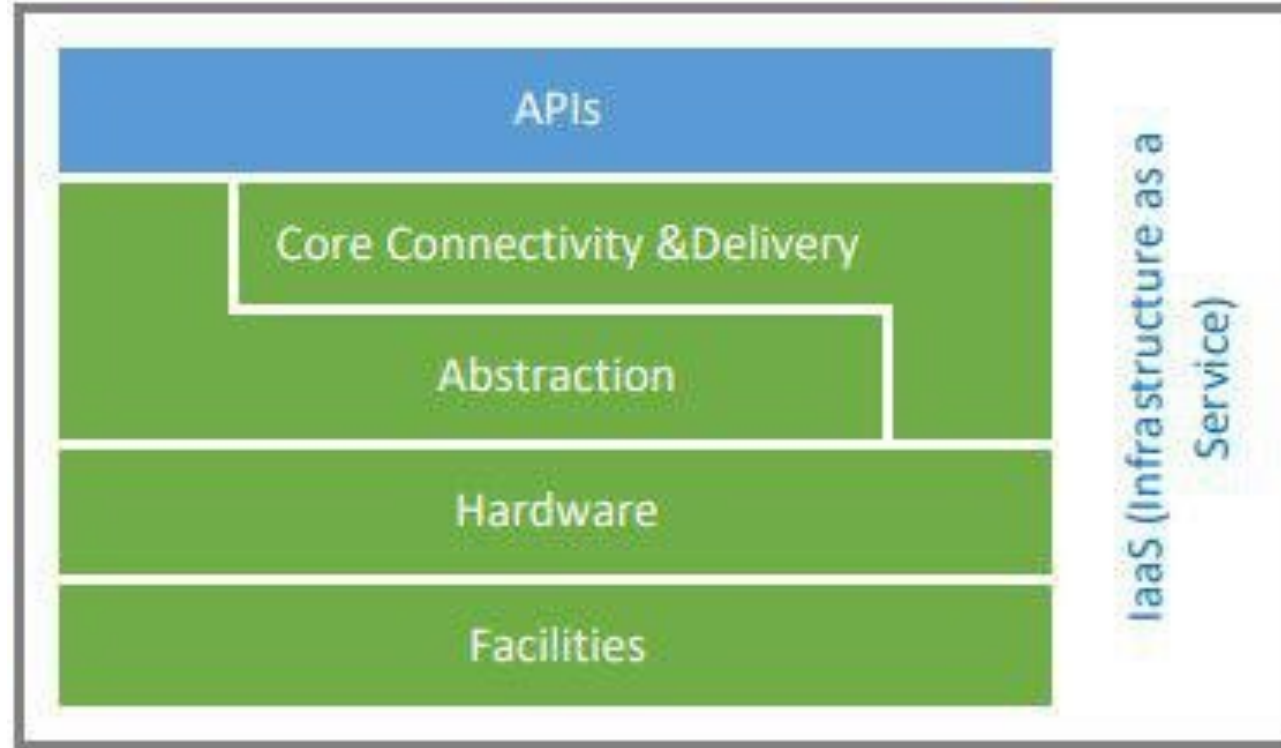 APIs
Core Connectivity &Delivery
Abstraction
Hardware
Facilities
IaaS (Infrastructure as a
Service)